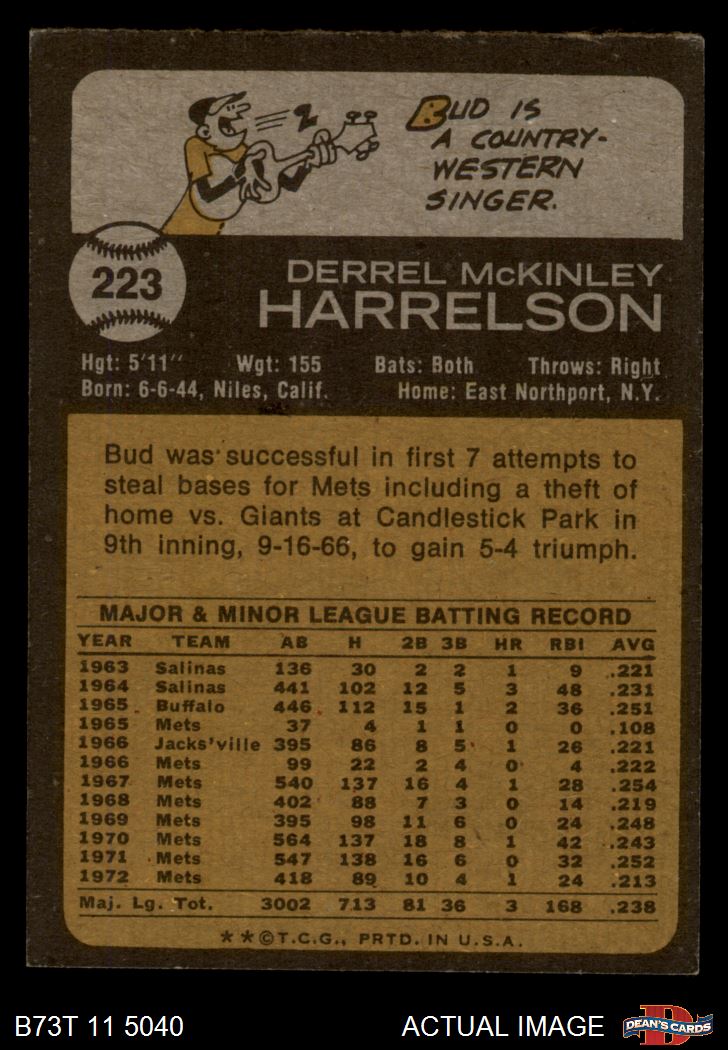 BUD IS
A COUNTRY-
WESTERN
SINGER.
223
DERREL McKINLEY
HARRELSON
Hgt: 5'11" Wgt: 155 Bats: Both Throws: Right
Born: 6-6-44, Niles, Calif. Home: East Northport, N.Y.
Bud was successful in first 7 attempts to
steal bases for Mets including a theft of
home vs. Giants at Candlestick Park in
9th inning, 9-16-66, to gain 5-4 triumph.
MAJOR & MINOR LEAGUE BATTING RECORD
YEAR TEAM AB H 2B 3B HR RBI AVG
1963 Salinas 136 30 2 2 1 9 .221
1964 Salinas 441 102 12 5 3 48 .231
1965 Buffalo 446 112 15 1 2 36 .251
1965 Mets 37 4 1 1 0 0 .108
1966 Jacks'ville 395 86 8 5 1 26 .221
1966 Mets 99 22 2 4 0 4 .222
1967 Mets 540 137 16 4 1 28 .254
1968 Mets 402 88 7 3 0 14 .219
1969 Mets 395 98 11 6 0 24 .248
1970 Mets 564 137 18 8 1 42 .243
1971 Mets 547 138 16 6 0 32 .252
1972 Mets 418 89 10 4 1 24 .213
Maj. Lg. Tot. 3002 713 81 36 3 168 .238
**©T.C.G., PRTD. IN U.S.A.
B73T 11 5040 ACTUAL IMAGE D DEAN'S CARDS